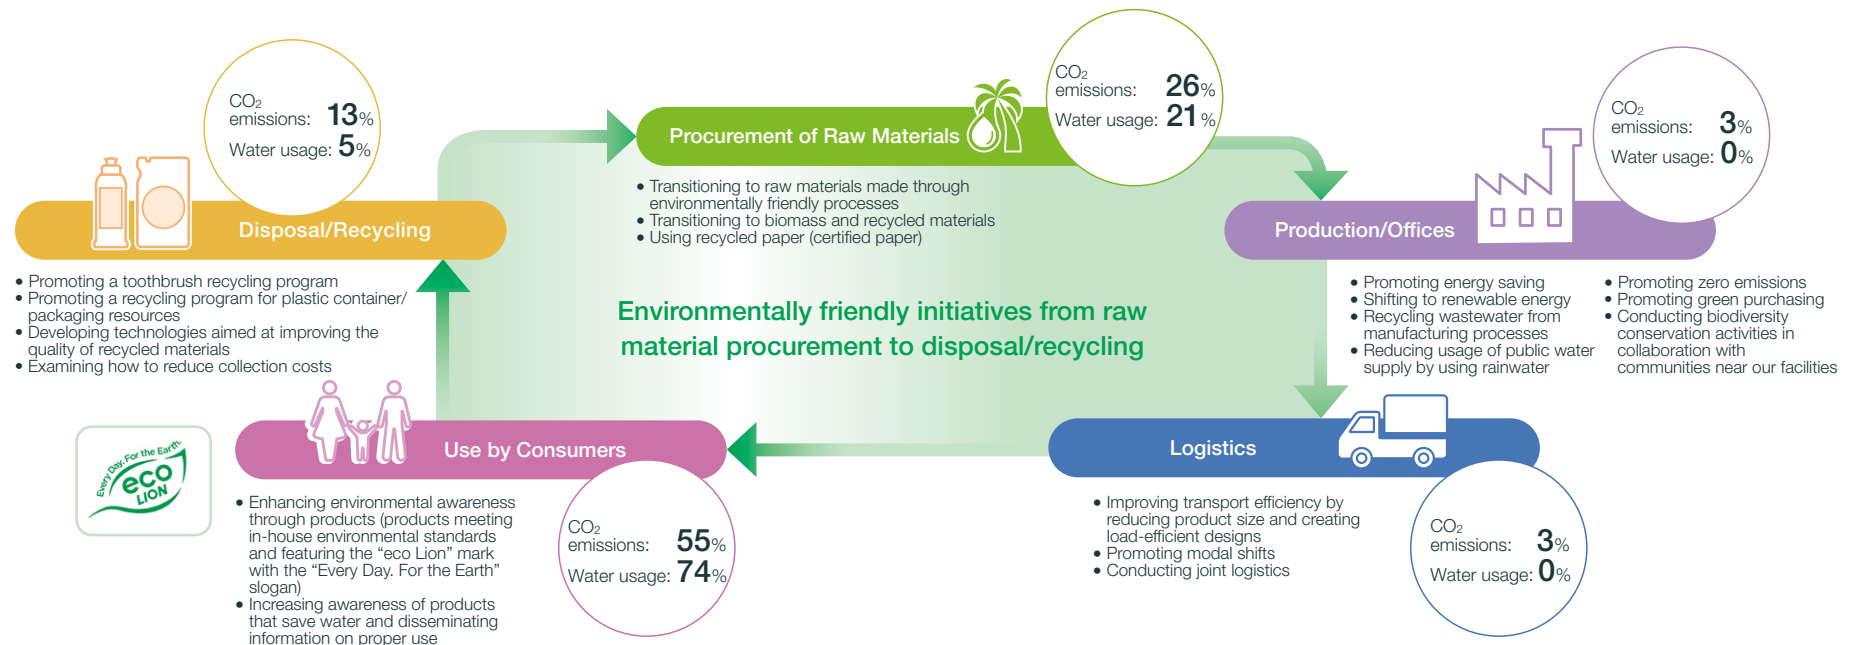 CO2
emissions: 13%
Water usage: 5%
Disposal/Recycling
• Promoting a toothbrush recycling program
• Promoting a recycling program for plastic container/
packaging resources
• Developing technologies aimed at improving the
quality of recycled materials
• Examining how to reduce collection costs
Procurement of Raw Materials
CO2
emissions: 26%
Water usage: 21%
• Transitioning to raw materials made through
environmentally friendly processes
• Transitioning to biomass and recycled materials
• Using recycled paper (certified paper)
CO2
emissions: 3%
Water usage: 0%
Production/Offices
• Promoting energy saving
• Shifting to renewable energy
• Recycling wastewater from
manufacturing processes
• Reducing usage of public water
supply by using rainwater
• Promoting zero emissions
• Promoting green purchasing
• Conducting biodiversity
conservation activities in
collaboration with
communities near our facilities
Environmentally friendly initiatives from raw
material procurement to disposal/recycling
Every Day. For the Earth.
eco
LION
Use by Consumers
• Enhancing environmental awareness
through products (products meeting
in-house environmental standards
and featuring the “eco Lion” mark
with the “Every Day. For the Earth”
slogan)
• Increasing awareness of products
that save water and disseminating
information on proper use
CO2
emissions: 55%
Water usage: 74%
Logistics
• Improving transport efficiency by
reducing product size and creating
load-efficient designs
• Promoting modal shifts
• Conducting joint logistics
CO2
emissions: 3%
Water usage: 0%